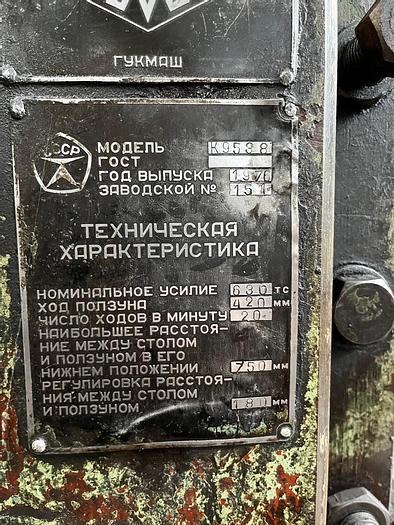 ГУКМАШ
СССР
МОДЕЛЬ К9538
ГОСТ
ГОД ВЫПУСКА 1970
ЗАВОДСКОЙ № 151
ТЕХНИЧЕСКАЯ
ХАРАКТЕРИСТИКА
НОМИНАЛЬНОЕ УСИЛИЕ 630 ТС
ХОД ПОЛЗУНА 420 ММ
ЧИСЛО ХОДОВ В МИНУТУ 20
НАИБОЛЬШЕЕ РАССТОЯ-
НИЕ МЕЖДУ СТОЛОМ
И ПОЛЗУНОМ В ЕГО
НИЖНЕМ ПОЛОЖЕНИИ 750 ММ
РЕГУЛИРОВКА РАССТОЯ-
НИЯ МЕЖДУ СТОЛОМ
И ПОЛЗУНОМ 180 ММ